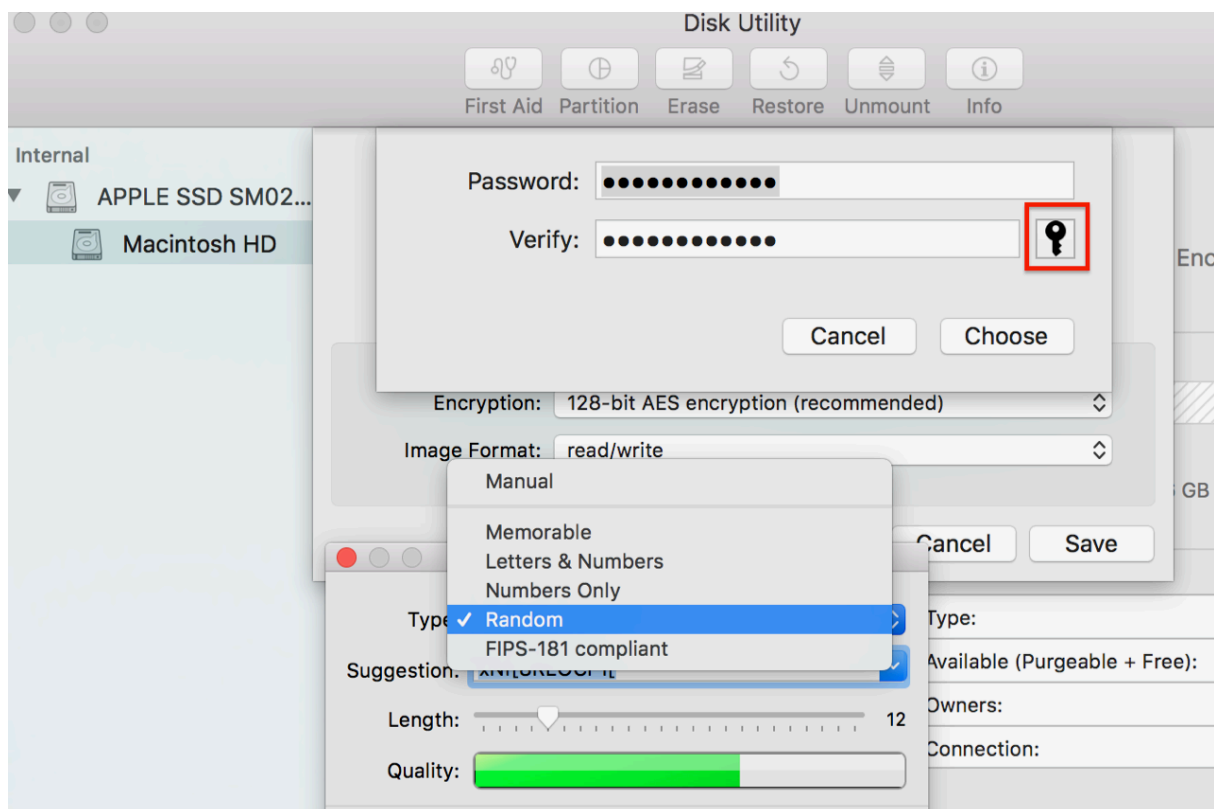 Disk Utility
First Aid Partition Erase Restore Unmount Info
Internal
APPLE SSD SM02...
Macintosh HD
Password: ●●●●●●●●●●●●
Verify: ●●●●●●●●●●●●
Enc
Cancel Choose
Encryption: 128-bit AES encryption (recommended)
Image Format: read/write
GB
Manual
Memorable
Letters & Numbers
Numbers Only
✓ Random
FIPS-181 compliant
Cancel Save
Type
Suggestion:
Length: 12
Quality:
Type:
Available (Purgeable + Free):
Owners:
Connection: